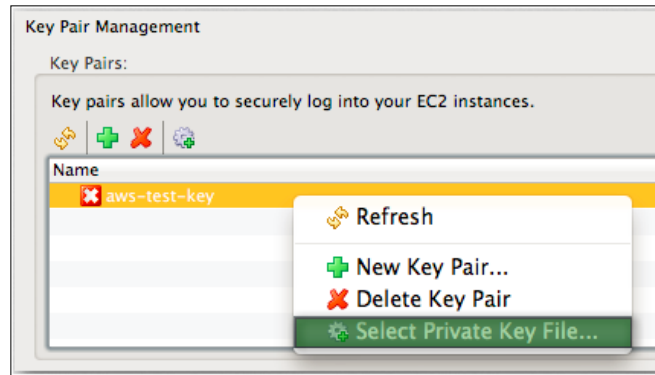 Key Pair Management
Key Pairs:
Key pairs allow you to securely log into your EC2 instances.
Name
aws-test-key
Refresh
New Key Pair...
Delete Key Pair
Select Private Key File...